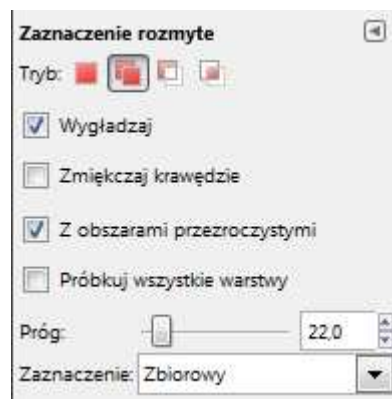 Zaznaczenie rozmyte
Tryb:
Wygładzaj
Zmiękczaj krawędzie
Z obszarami przezroczystymi
Próbkuj wszystkie warstwy
Próg: 22,0
Zaznaczenie: Zbiorowy